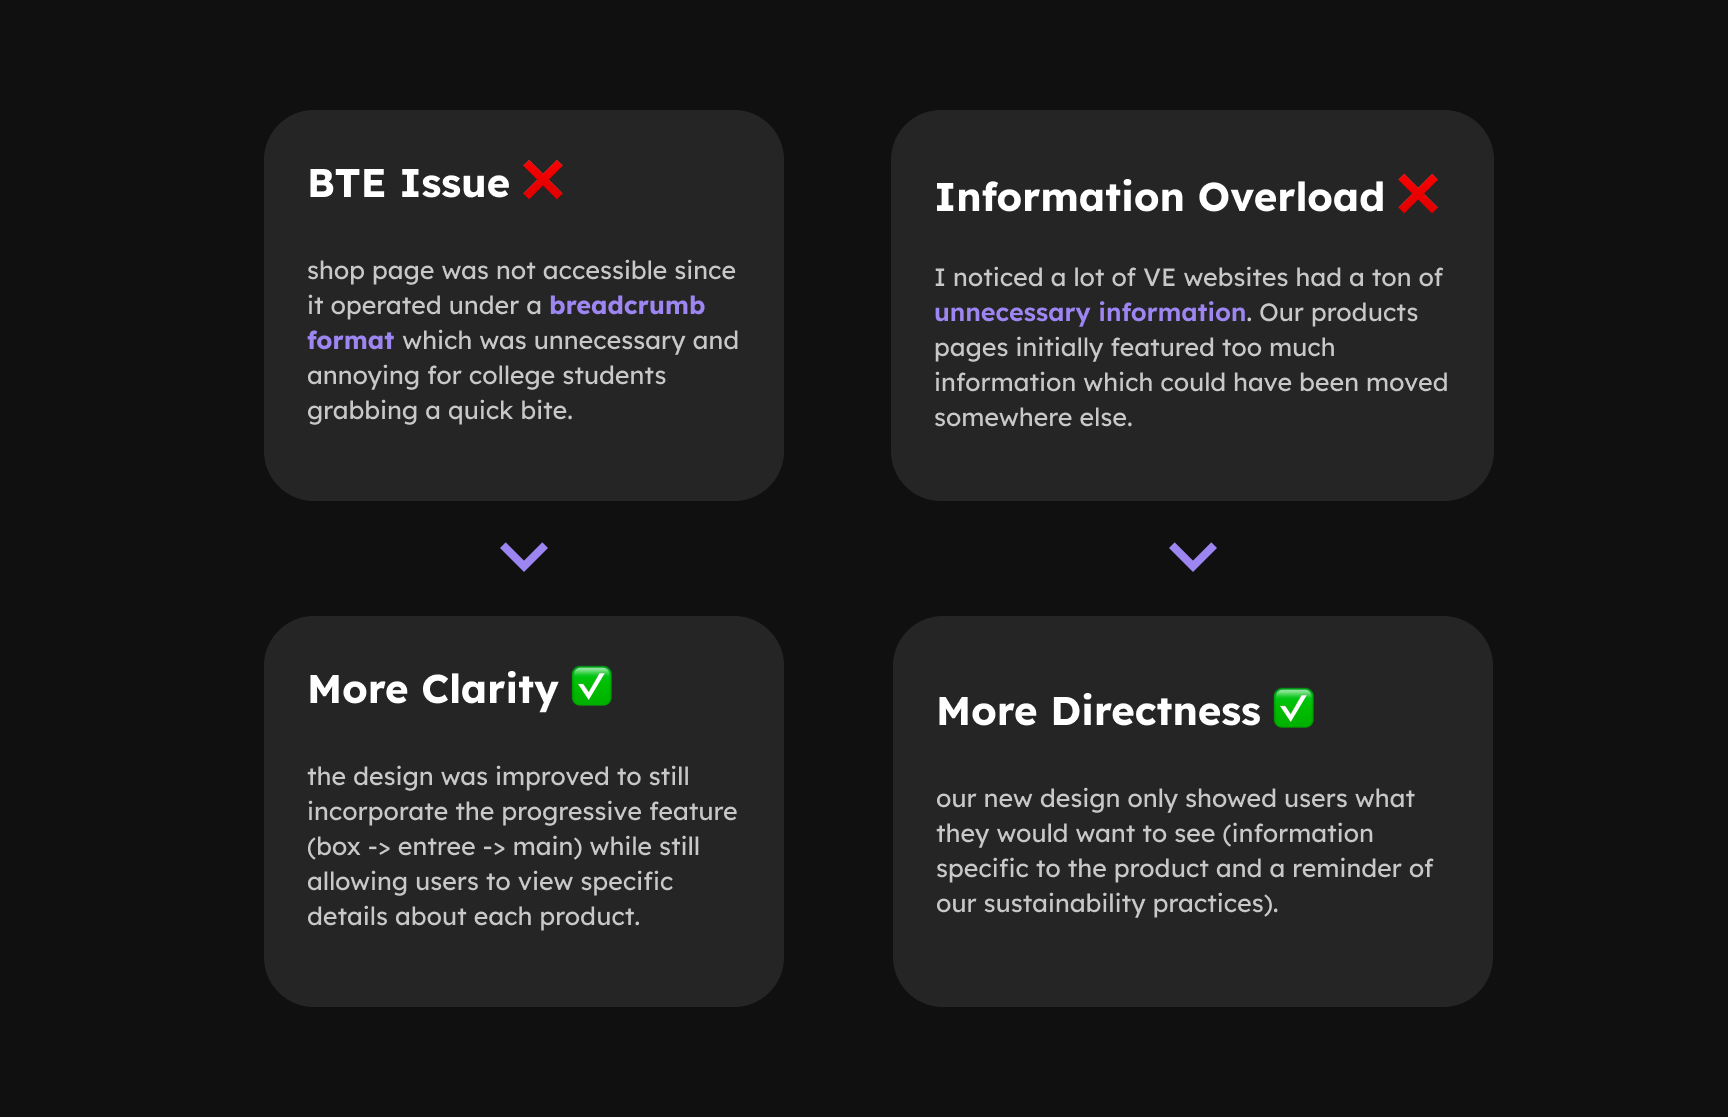 BTE Issue ❌
shop page was not accessible since
it operated under a breadcrumb
format which was unnecessary and
annoying for college students
grabbing a quick bite.
Information Overload ❌
I noticed a lot of VE websites had a ton of
unnecessary information. Our products
pages initially featured too much
information which could have been moved
somewhere else.
More Clarity ✅
the design was improved to still
incorporate the progressive feature
(box -> entree -> main) while still
allowing users to view specific
details about each product.
More Directness ✅
our new design only showed users what
they would want to see (information
specific to the product and a reminder of
our sustainability practices).